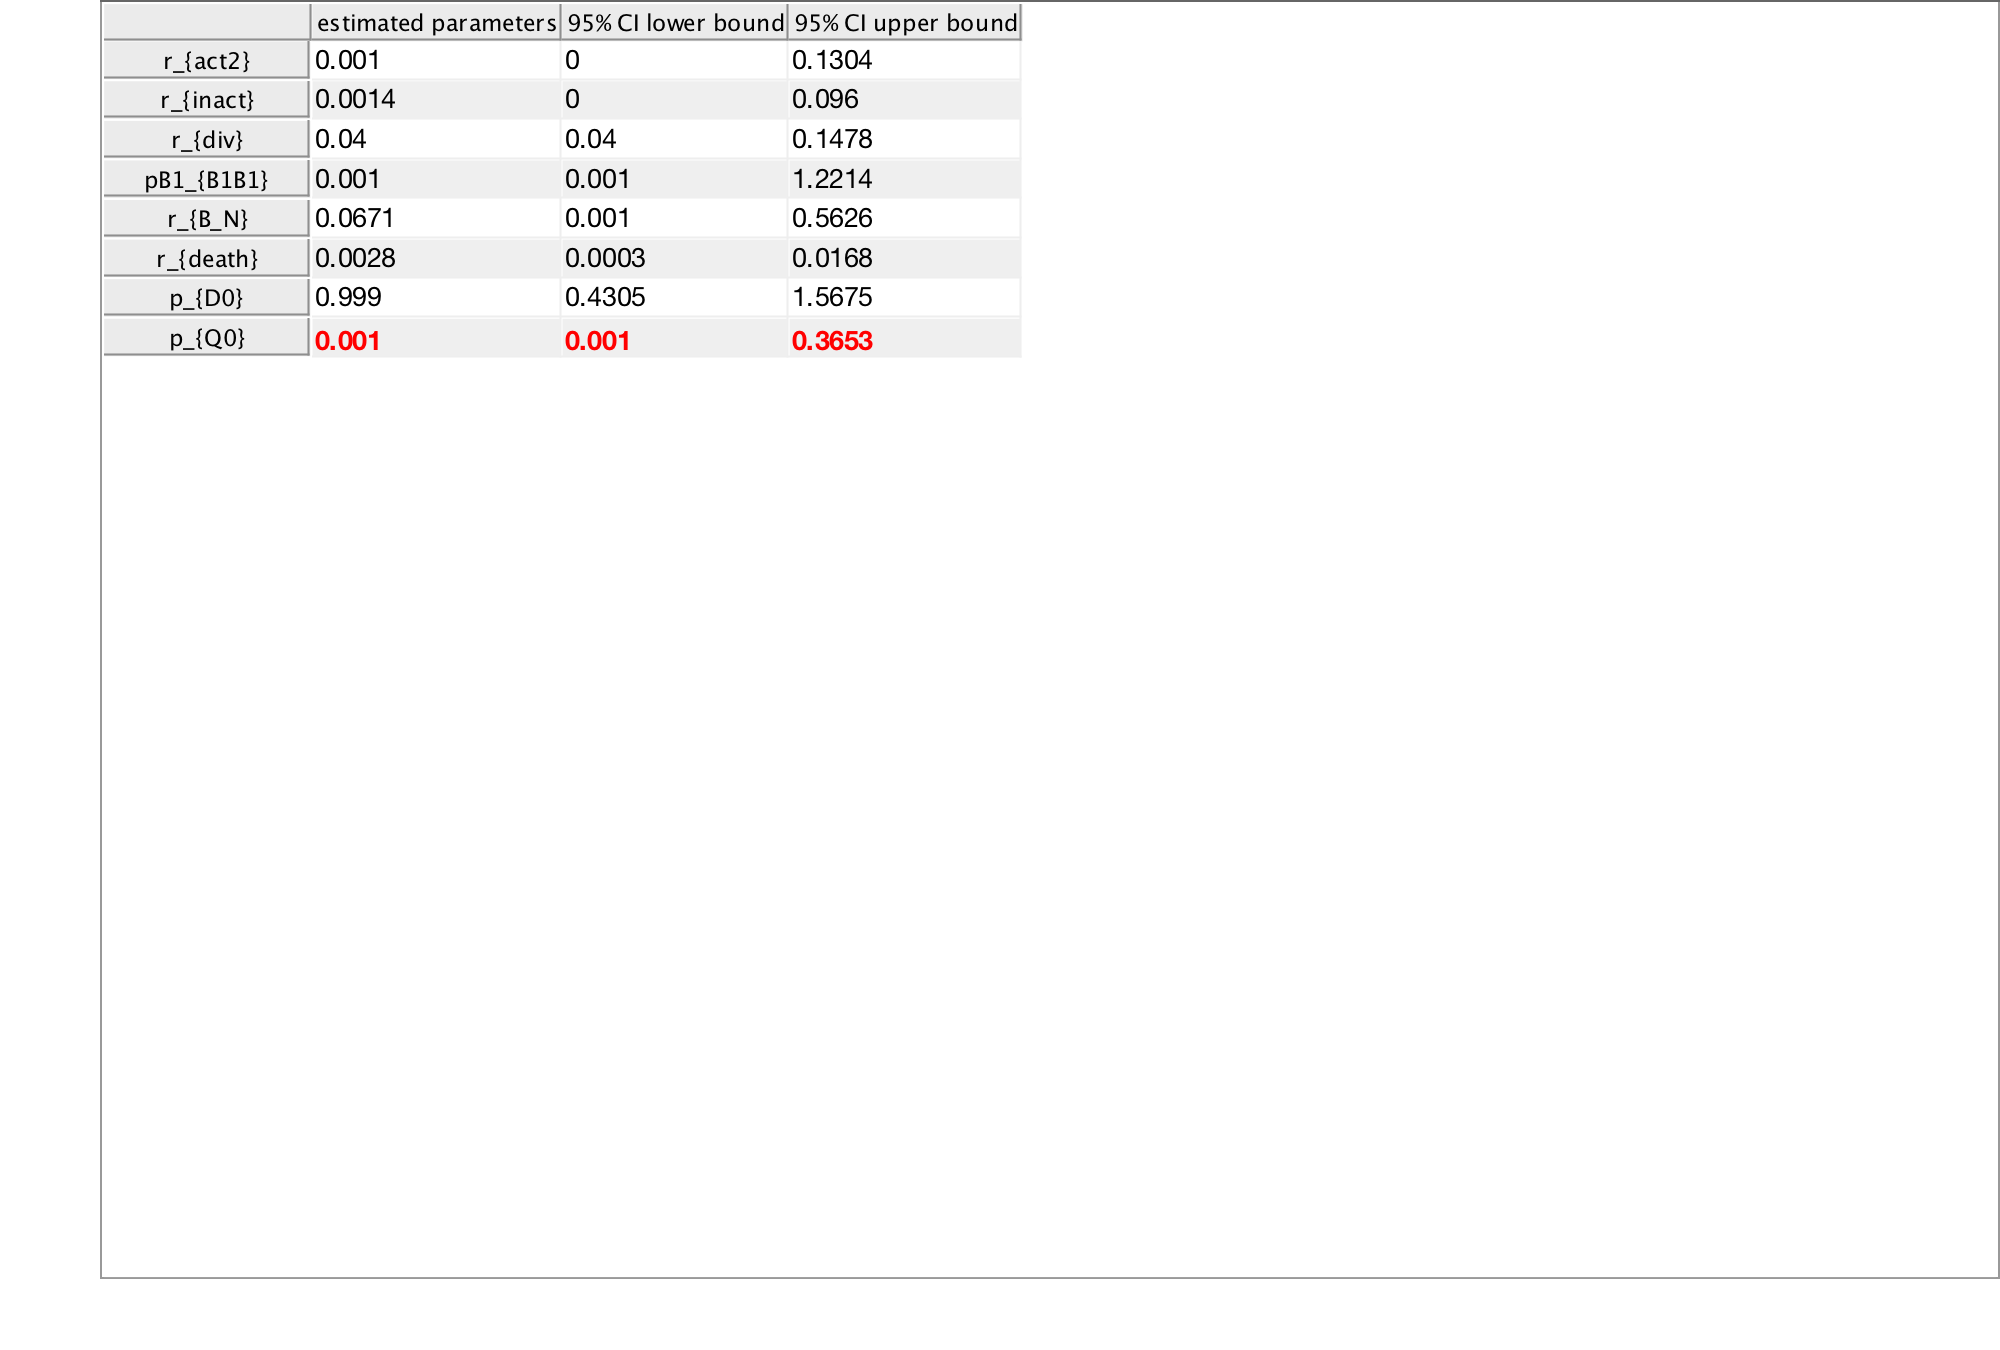 estimated parameters 95% CI lower bound 95% CI upper bound
r_{act2} 0.001 0 0.1304
r_{inact} 0.0014 0 0.096
r_{div} 0.04 0.04 0.1478
pB1_{B1B1} 0.001 0.001 1.2214
r_{B_N} 0.0671 0.001 0.5626
r_{death} 0.0028 0.0003 0.0168
p_{D0} 0.999 0.4305 1.5675
p_{Q0} 0.001 0.001 0.3653